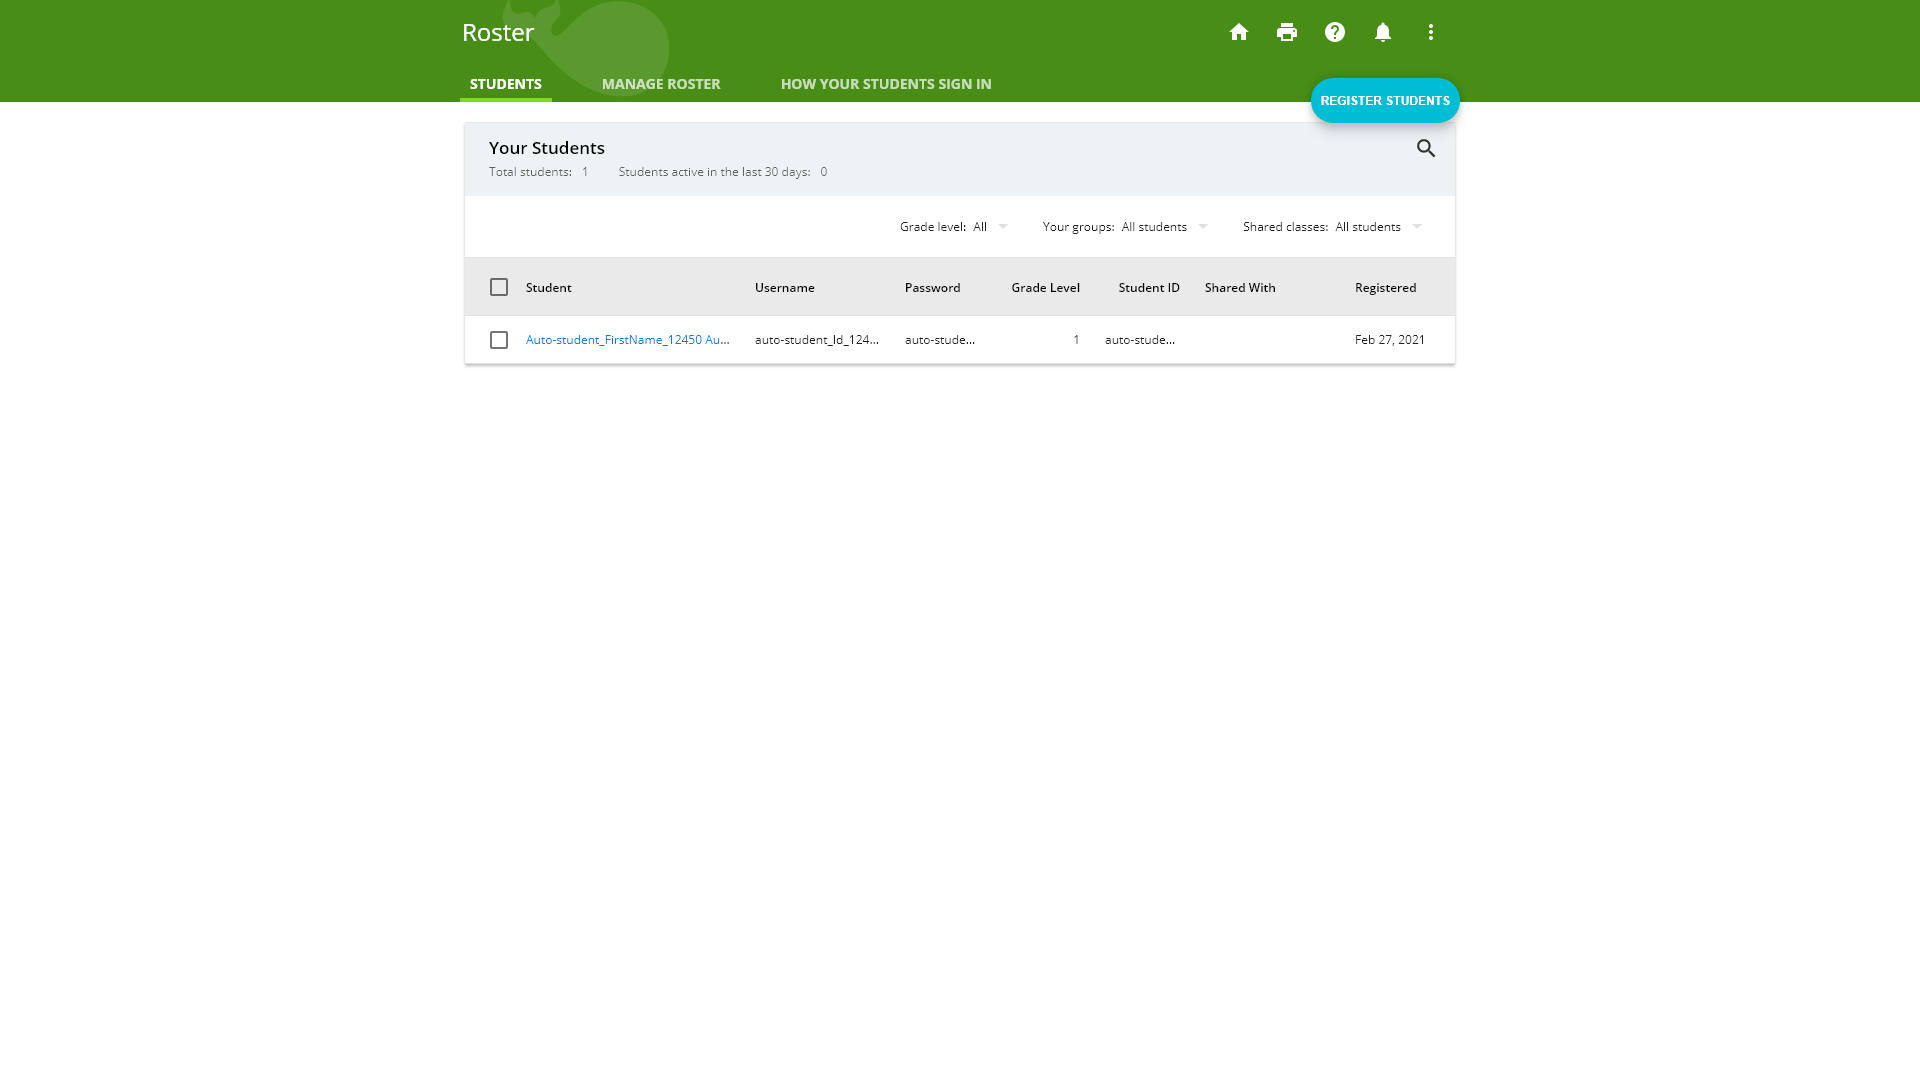 Roster
STUDENTS MANAGE ROSTER HOW YOUR STUDENTS SIGN IN
REGISTER STUDENTS
Your Students
Total students: 1 Students active in the last 30 days: 0
Grade level: All Your groups: All students Shared classes: All students
Student Username Password Grade Level Student ID Shared With Registered
Auto-student_FirstName_12450 Au... auto-student_Id_124... auto-stude... 1 auto-stude... Feb 27, 2021